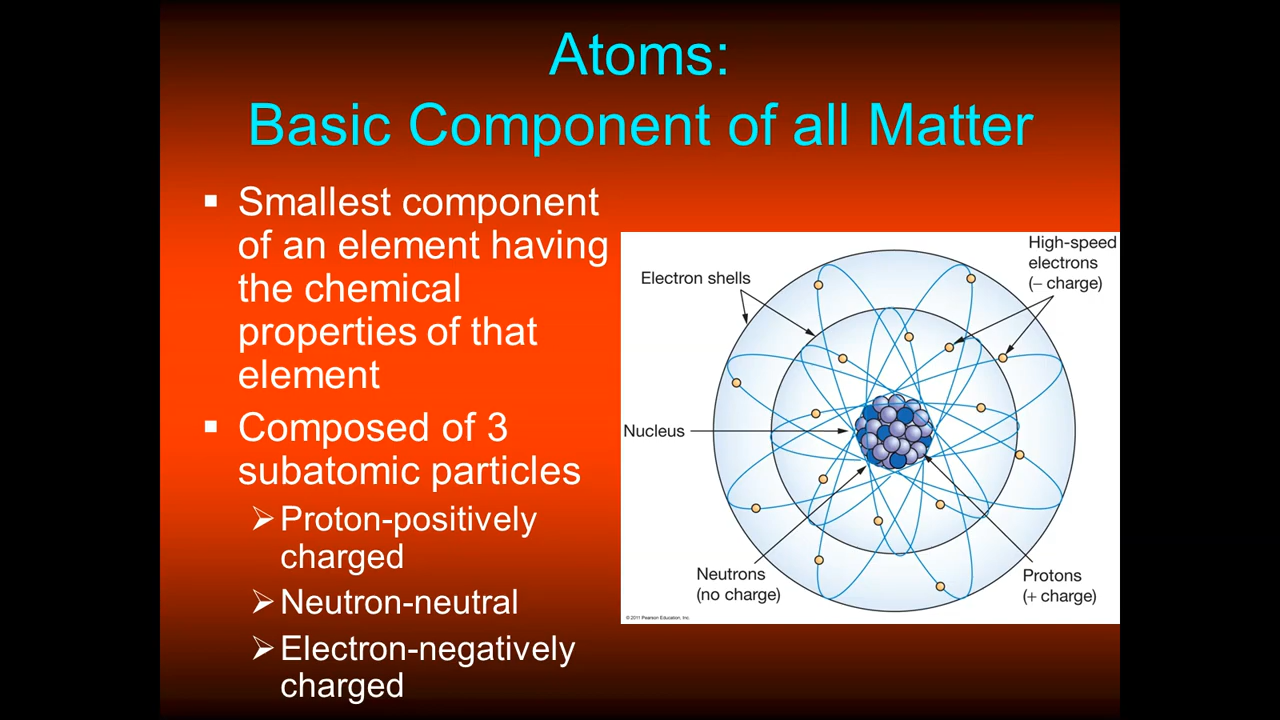 Atoms:
Basic Component of all Matter
▪ Smallest component
of an element having
the chemical
properties of that
element
▪ Composed of 3
subatomic particles
➢ Proton-positively
charged
➢ Neutron-neutral
➢ Electron-negatively
charged
High-speed
electrons
(– charge)
Electron shells
Nucleus
Neutrons
(no charge)
Protons
(+ charge)
© 2011 Pearson Education, Inc.